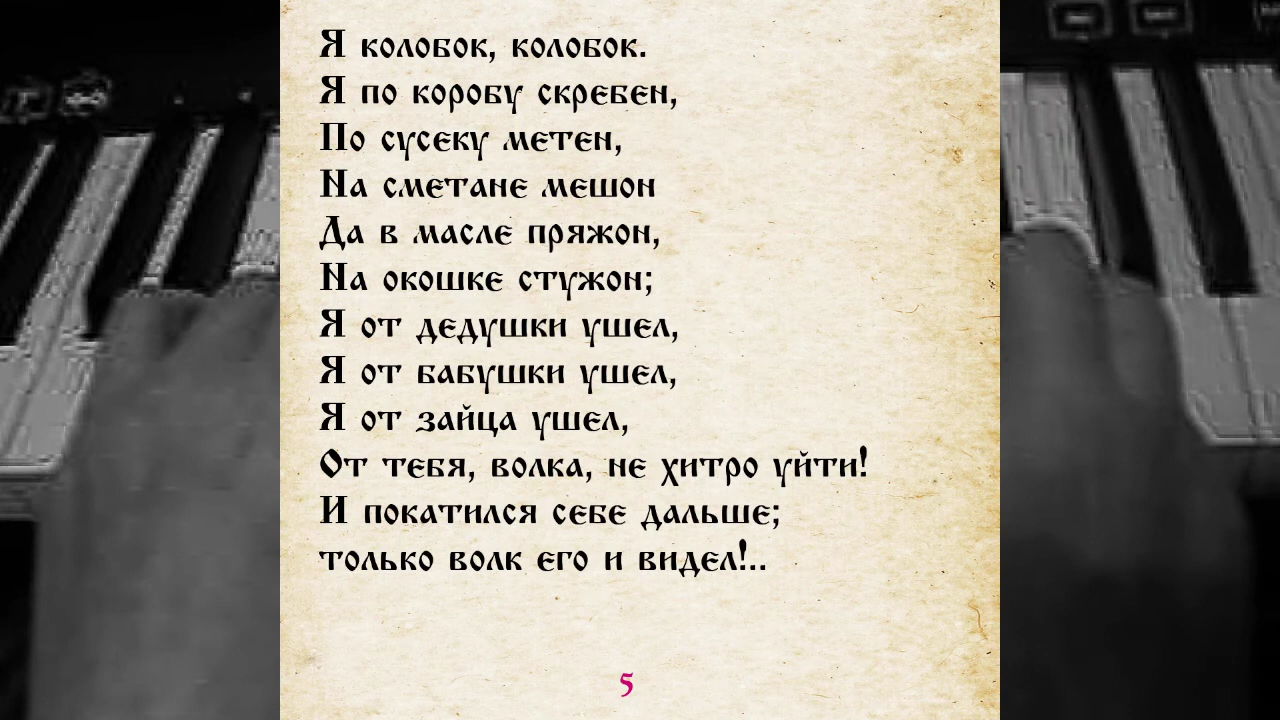 Я колобок, колобок.
Я по коробу скребен,
По сусеку метен,
На сметане мешон
Да в масле пряжон,
На окошке стужон;
Я от дедушки ушел,
Я от бабушки ушел,
Я от зайца ушел,
От тебя, волка, не хитро уйти!
И покатился себе дальше;
только волк его и видел!..
5